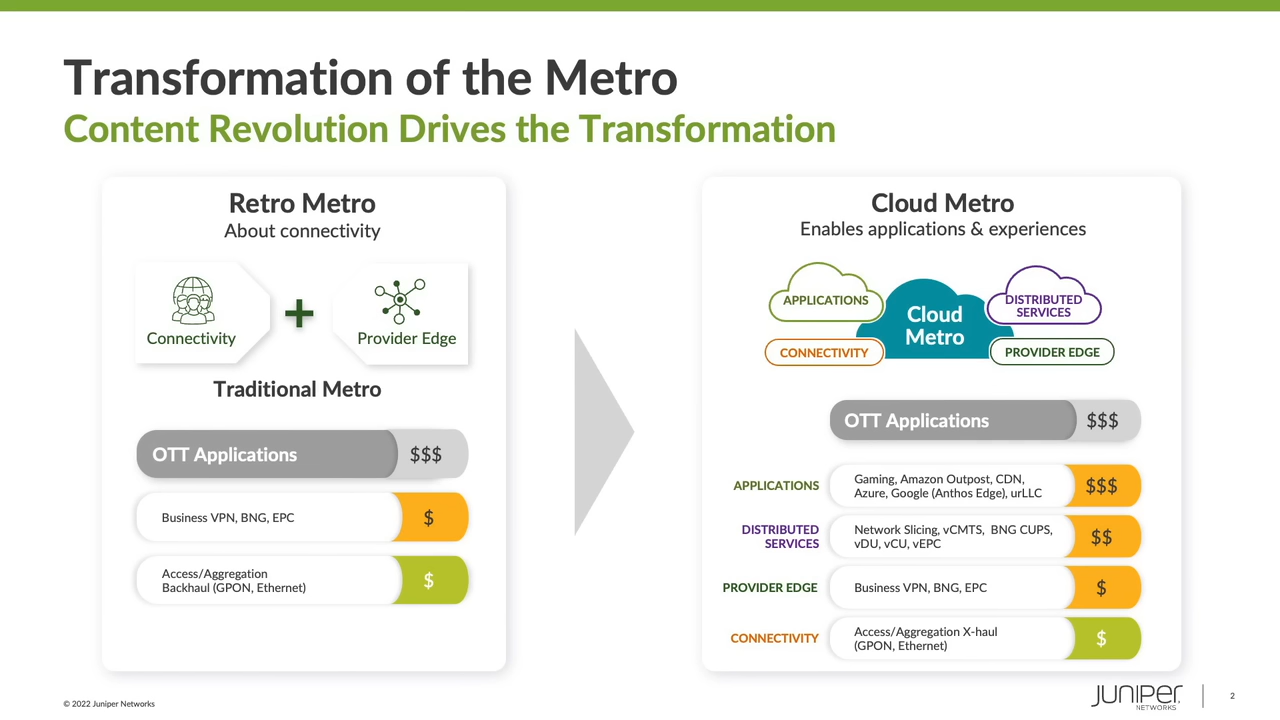 Transformation of the Metro
Content Revolution Drives the Transformation
Retro Metro
About connectivity
Connectivity
+
Provider Edge
Traditional Metro
OTT Applications $$$
Business VPN, BNG, EPC $
Access/Aggregation
Backhaul (GPON, Ethernet) $
Cloud Metro
Enables applications & experiences
APPLICATIONS
DISTRIBUTED
SERVICES
Cloud
Metro
CONNECTIVITY
PROVIDER EDGE
OTT Applications $$$
APPLICATIONS
Gaming, Amazon Outpost, CDN,
Azure, Google (Anthos Edge), urLLC
$$$
DISTRIBUTED
SERVICES
Network Slicing, vCMTS, BNG CUPS,
vDU, vCU, vEPC
$$
PROVIDER EDGE
Business VPN, BNG, EPC
$
CONNECTIVITY
Access/Aggregation X-haul
(GPON, Ethernet)
$
© 2022 Juniper Networks
JUNIPER
NETWORKS
2